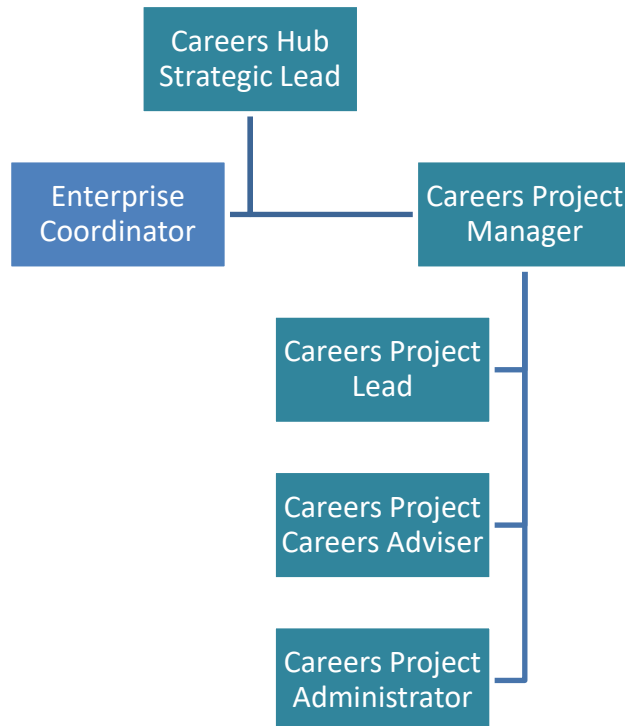 Careers Hub
Strategic Lead
Enterprise
Coordinator
Careers Project
Manager
Careers Project
Lead
Careers Project
Careers Adviser
Careers Project
Administrator